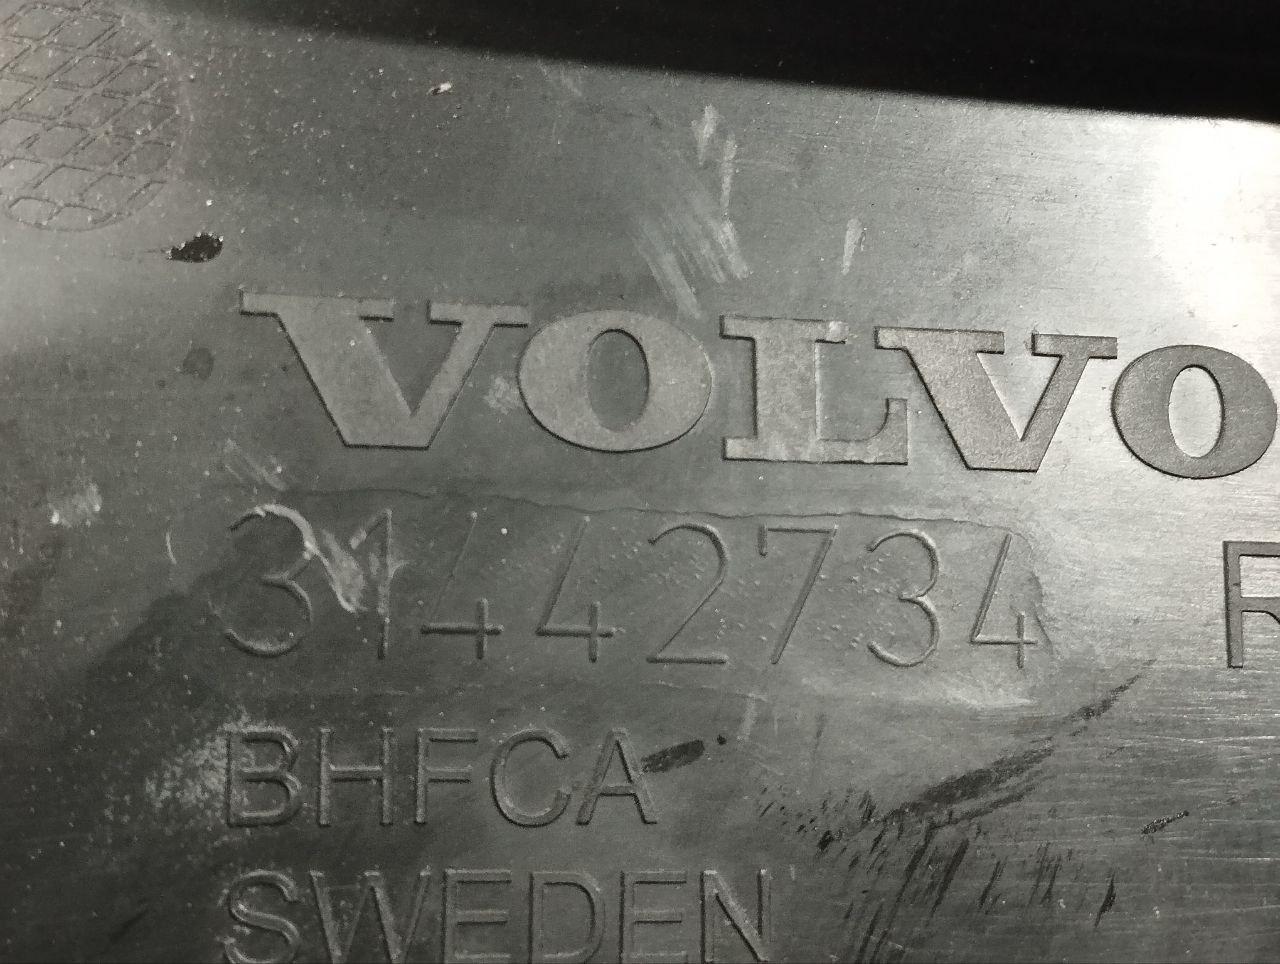 VOLVO
31442734 R
BHFCA
SWEDEN